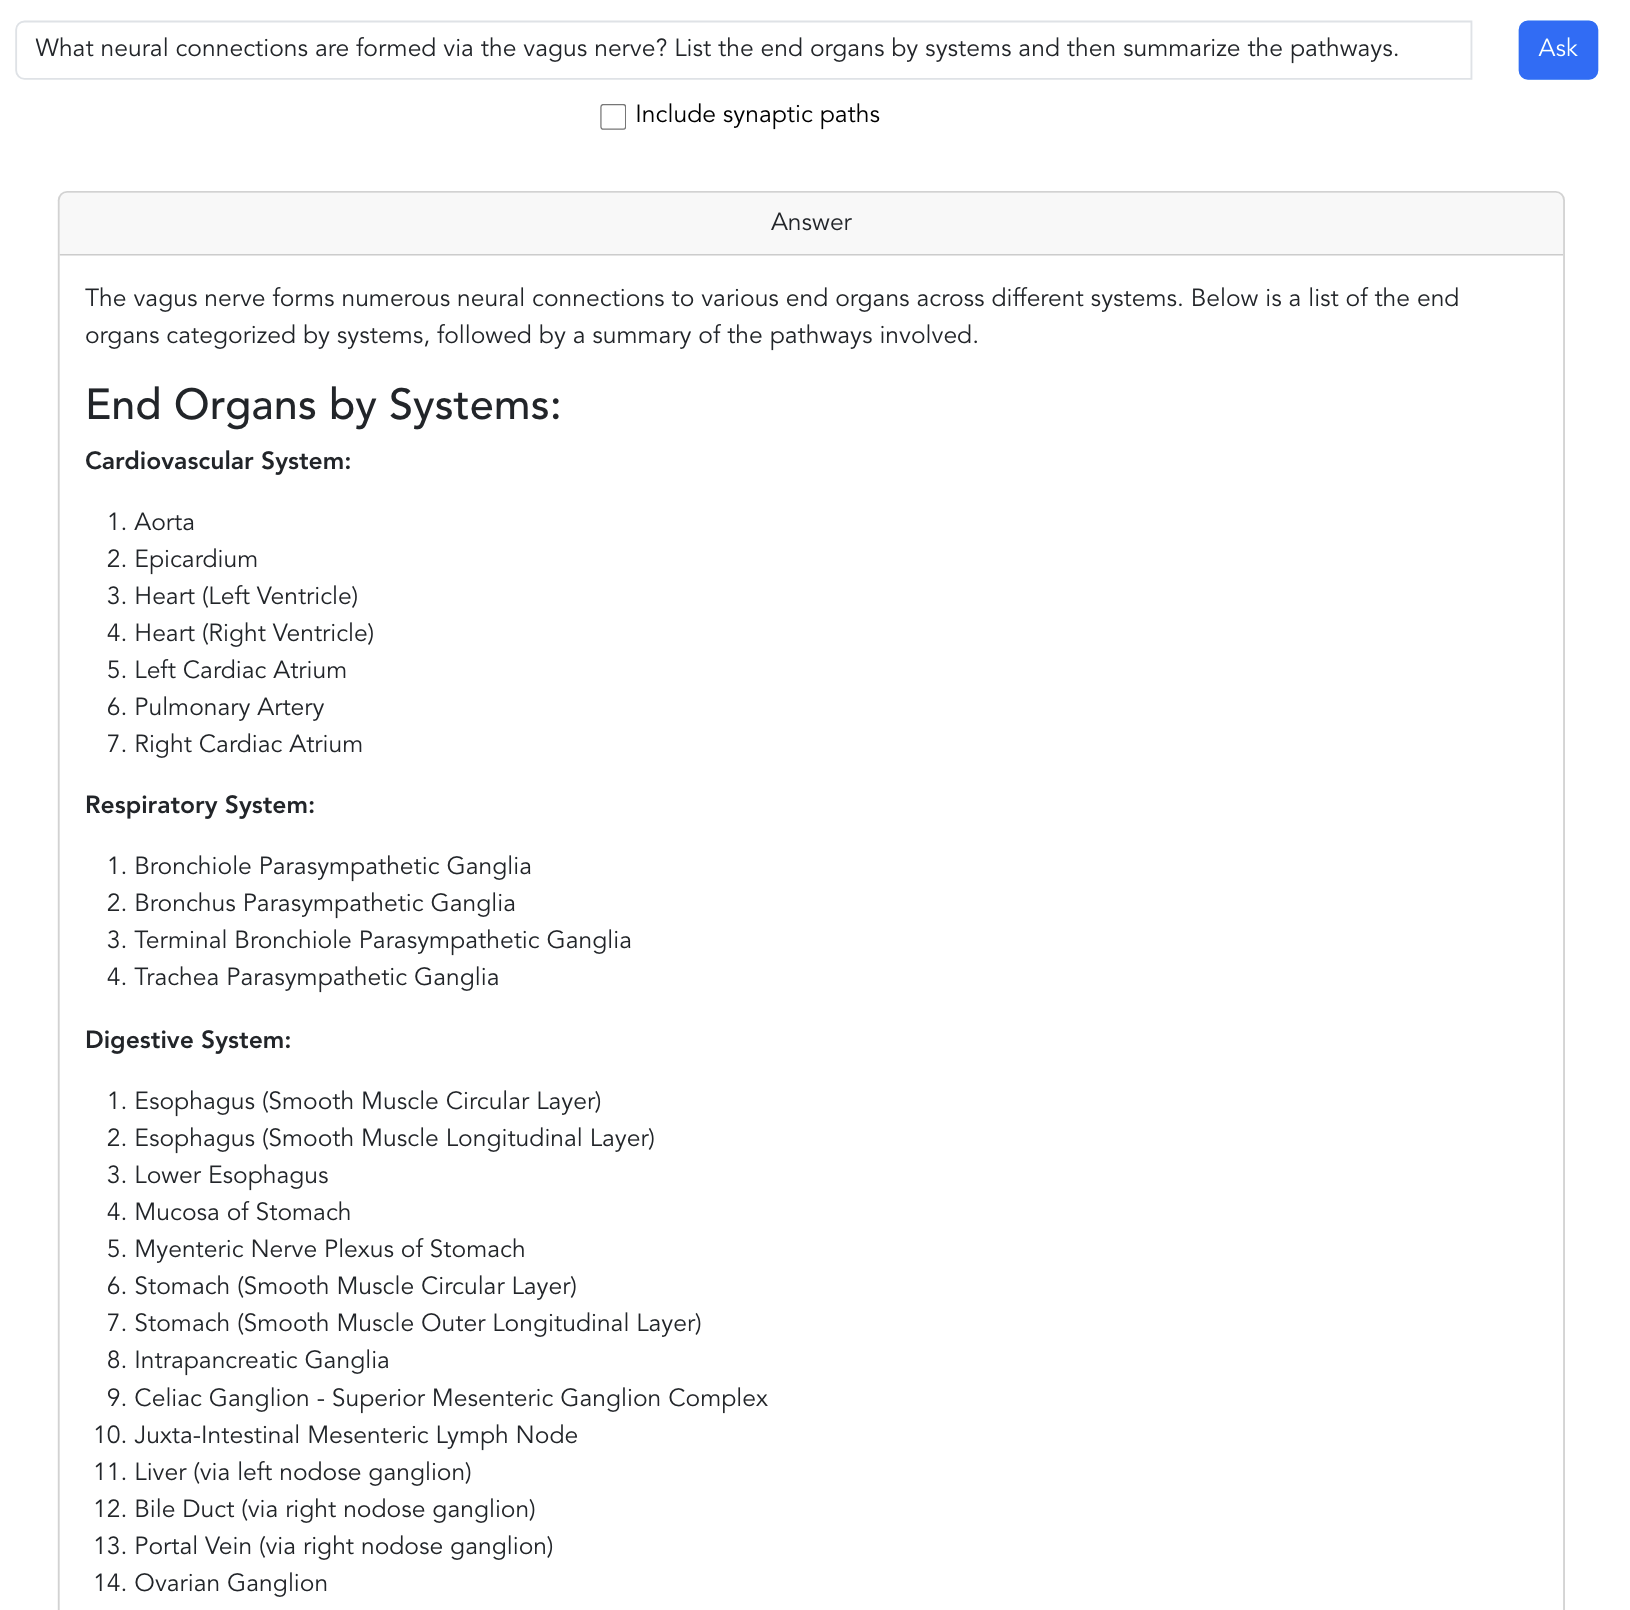 What neural connections are formed via the vagus nerve? List the end organs by systems and then summarize the pathways.
Ask
Include synaptic paths
Answer
The vagus nerve forms numerous neural connections to various end organs across different systems. Below is a list of the end
organs categorized by systems, followed by a summary of the pathways involved.
End Organs by Systems:
Cardiovascular System:
1. Aorta
2. Epicardium
3. Heart (Left Ventricle)
4. Heart (Right Ventricle)
5. Left Cardiac Atrium
6. Pulmonary Artery
7. Right Cardiac Atrium
Respiratory System:
1. Bronchiole Parasympathetic Ganglia
2. Bronchus Parasympathetic Ganglia
3. Terminal Bronchiole Parasympathetic Ganglia
4. Trachea Parasympathetic Ganglia
Digestive System:
1. Esophagus (Smooth Muscle Circular Layer)
2. Esophagus (Smooth Muscle Longitudinal Layer)
3. Lower Esophagus
4. Mucosa of Stomach
5. Myenteric Nerve Plexus of Stomach
6. Stomach (Smooth Muscle Circular Layer)
7. Stomach (Smooth Muscle Outer Longitudinal Layer)
8. Intrapancreatic Ganglia
9. Celiac Ganglion - Superior Mesenteric Ganglion Complex
10. Juxta-Intestinal Mesenteric Lymph Node
11. Liver (via left nodose ganglion)
12. Bile Duct (via right nodose ganglion)
13. Portal Vein (via right nodose ganglion)
14. Ovarian Ganglion